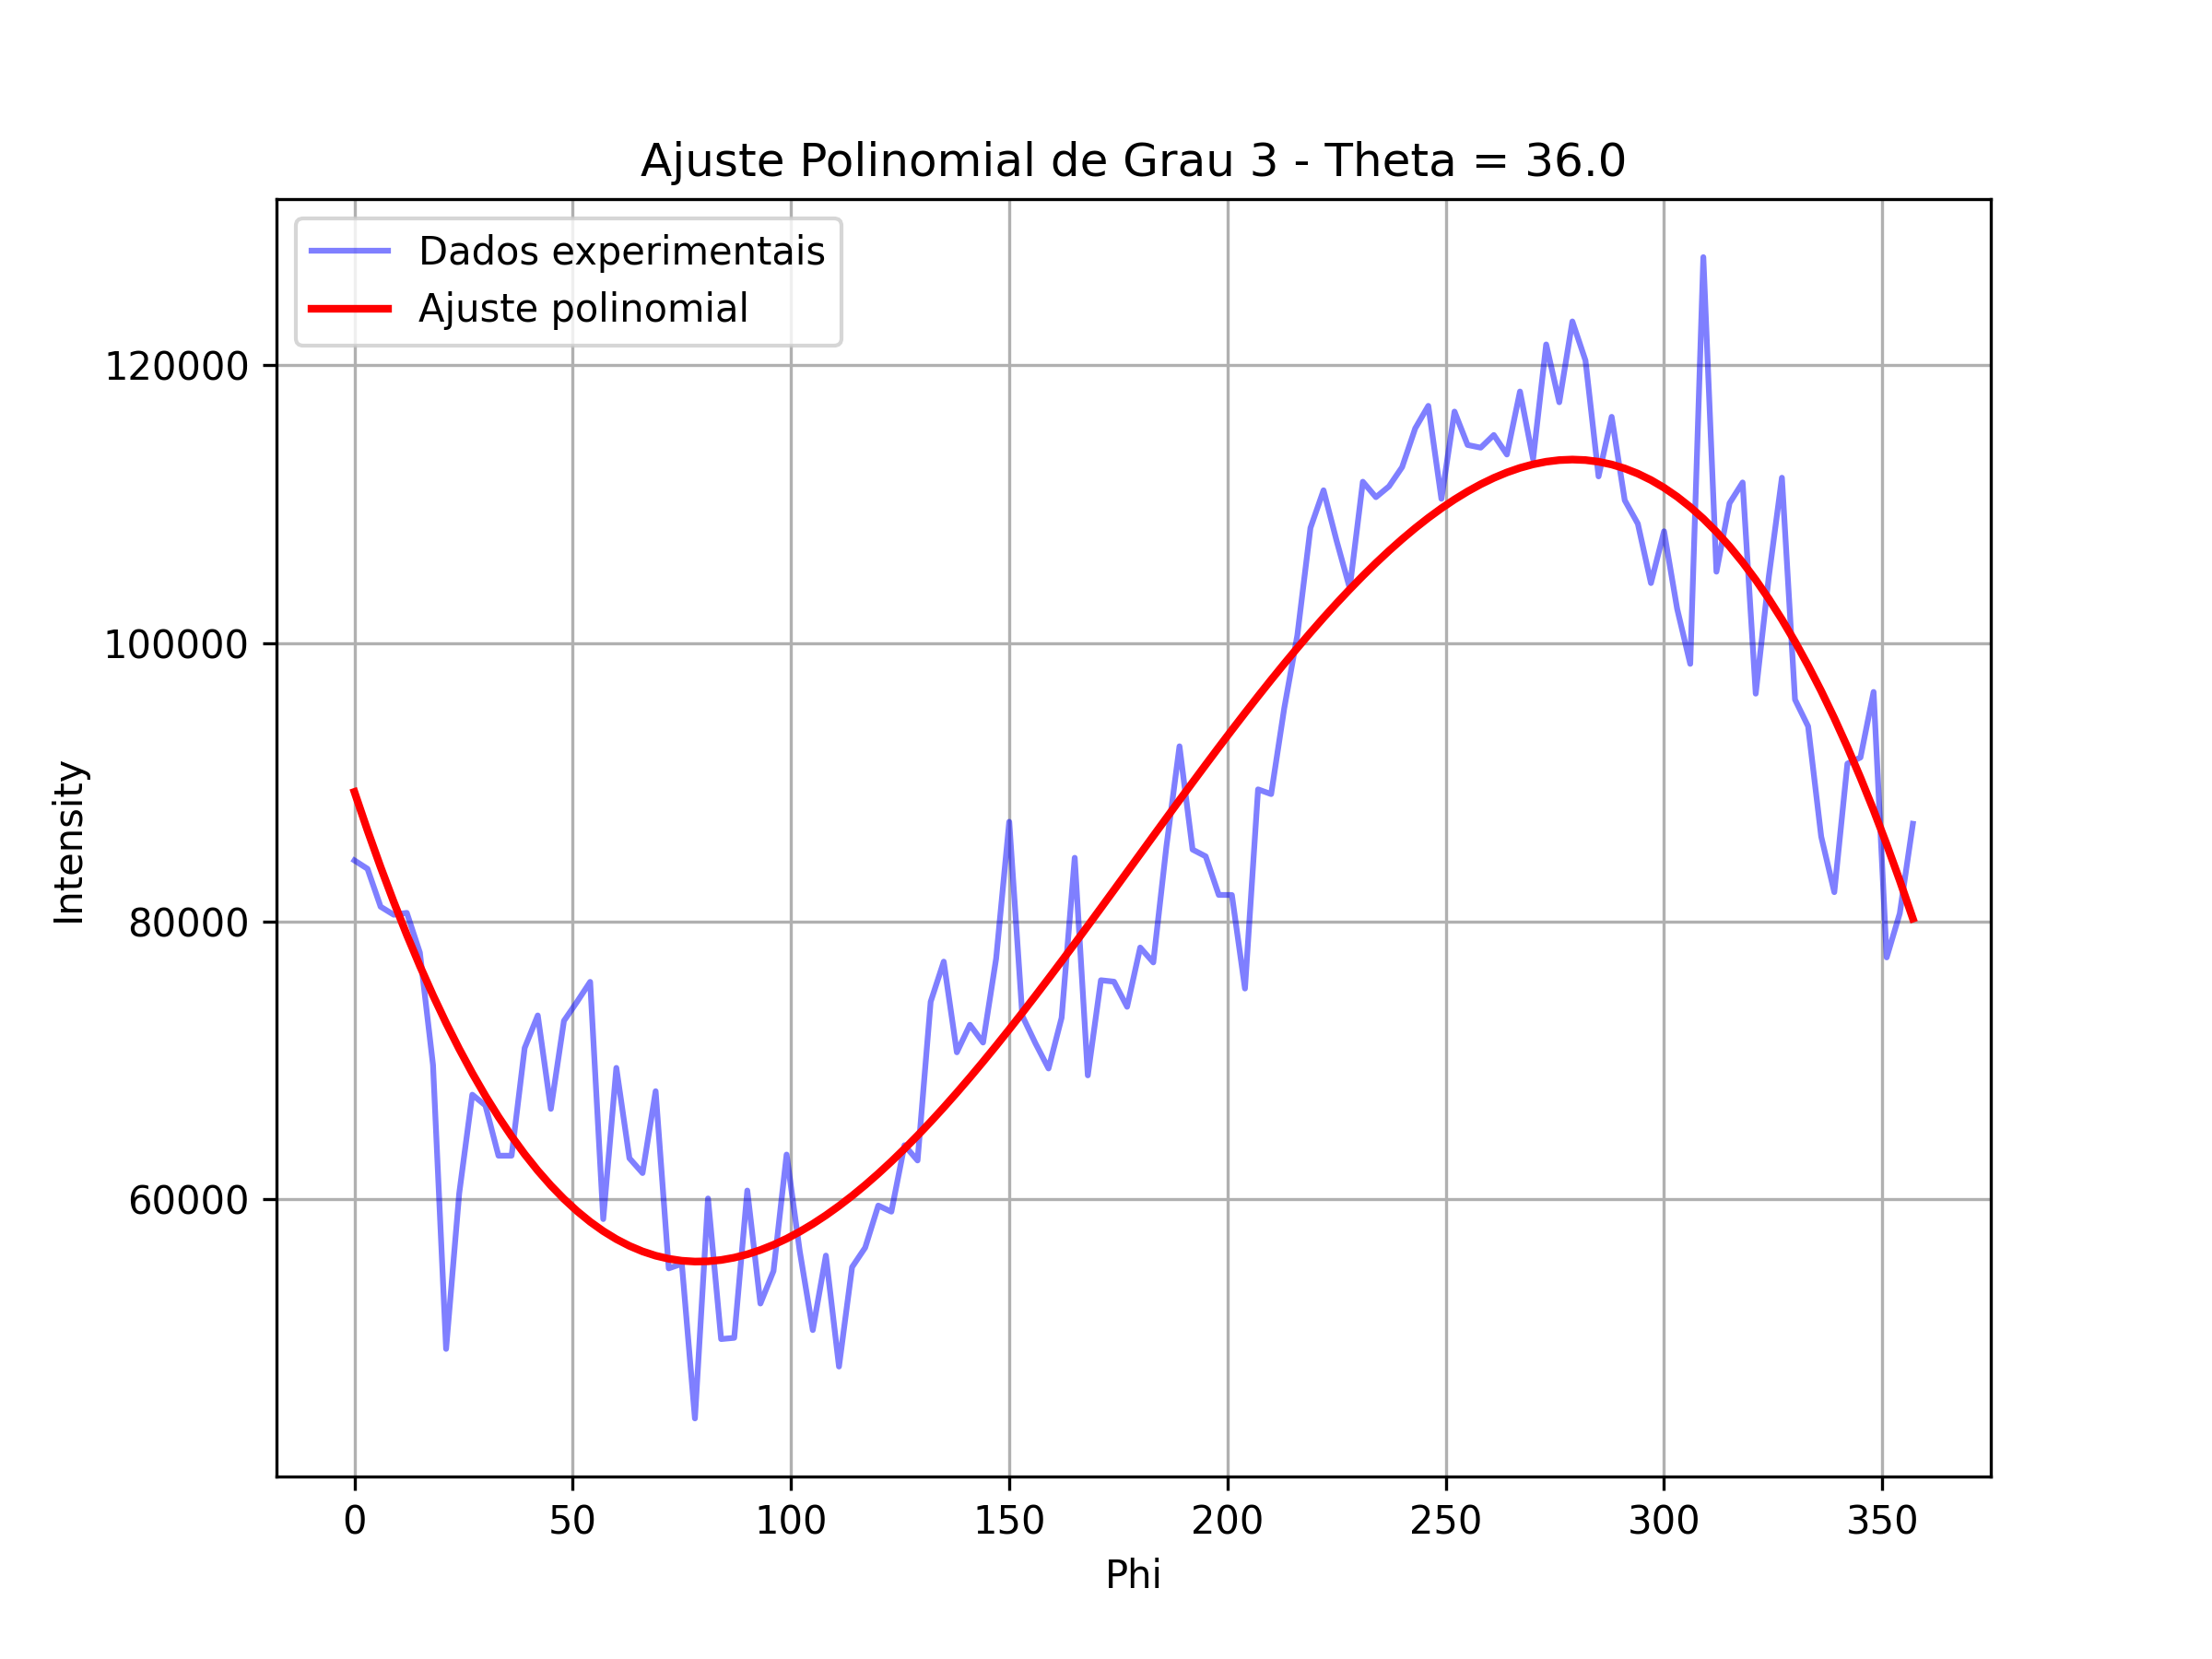 Ajuste Polinomial de Grau 3 - Theta = 36.0
Dados experimentais
Ajuste polinomial
120000
100000
80000
60000
Intensity
0 50 100 150 200 250 300 350
Phi